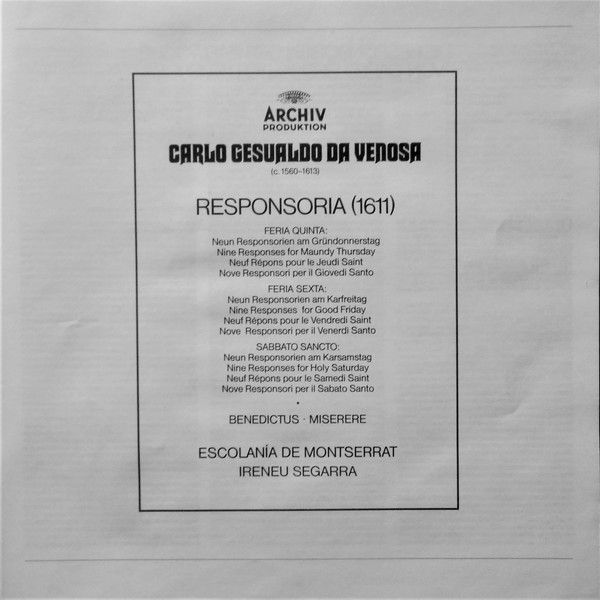 ARCHIV
PRODUKTION
CARLO GESUALDO DA VENOSA
(c. 1560–1613)
RESPONSORIA (1611)
FERIA QUINTA:
Neun Responsorien am Gründonnerstag
Nine Responses for Maundy Thursday
Neuf Répons pour le Jeudi Saint
Nove Responsori per il Giovedi Santo
FERIA SEXTA:
Neun Responsorien am Karfreitag
Nine Responses for Good Friday
Neuf Répons pour le Vendredi Saint
Nove Responsori per il Venerdi Santo
SABBATO SANCTO:
Neun Responsorien am Karsamstag
Nine Responses for Holy Saturday
Neuf Répons pour le Samedi Saint
Nove Responsori per il Sabato Santo
•
BENEDICTUS · MISERERE
ESCOLANÍA DE MONTSERRAT
IRENEU SEGARRA